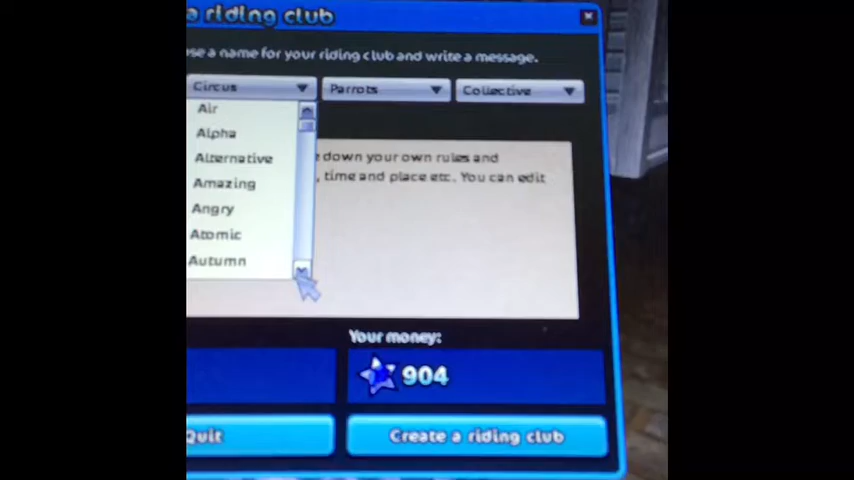 a riding club
se a name for your riding club and write a message.
Circus Parrots Collective
Air
Alpha
Alternative
Amazing
Angry
Atomic
Autumn
e down your own rules and
, time and place etc. You can edit
Your money:
904
Quit Create a riding club